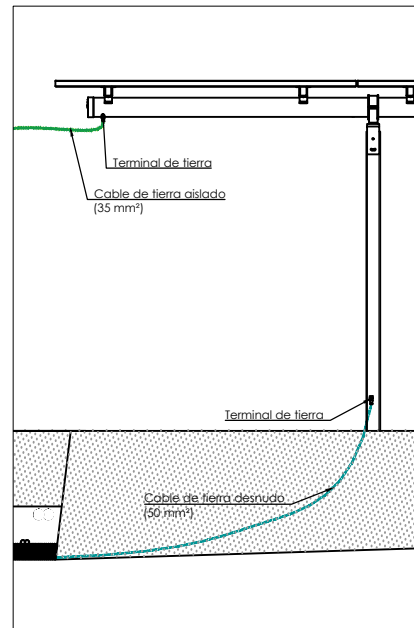 Terminal de tierra
Cable de tierra aislado
(35 mm²)
Terminal de tierra
Cable de tierra desnudo
(50 mm²)